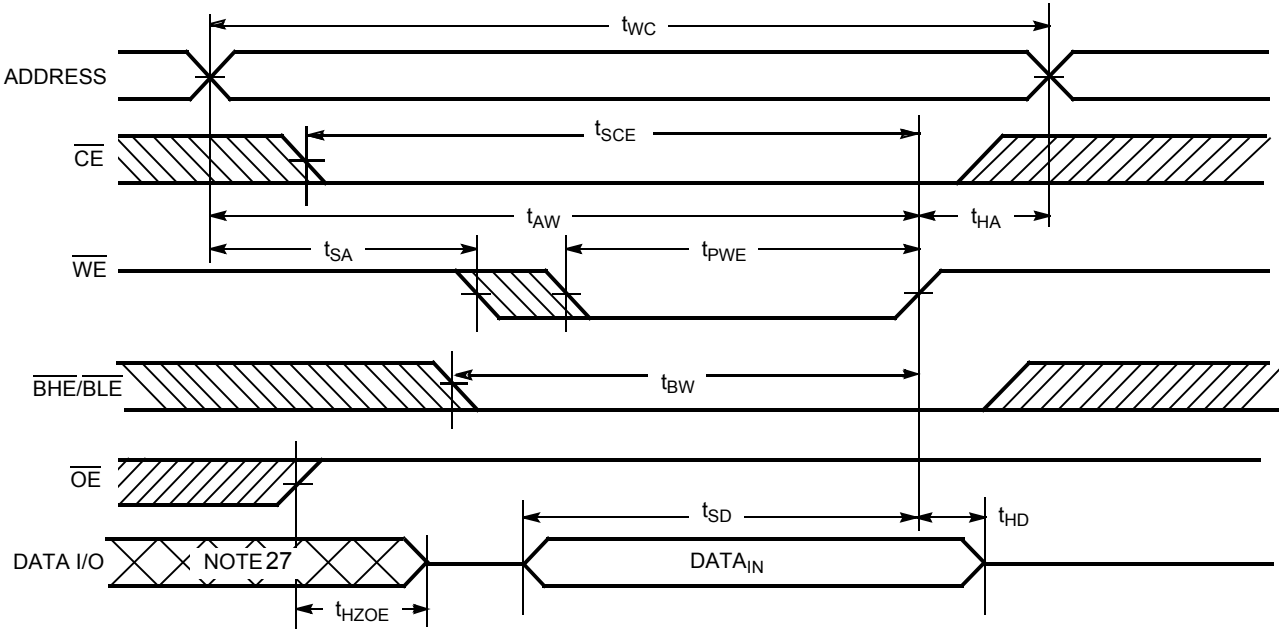 tWC
ADDRESS
tSCE
CE
tAW
tHA
tSA
tPWE
WE
tBW
BHE/BLE
OE
tSD
tHD
DATA I/O
NOTE 27
DATAIN
tHZOE